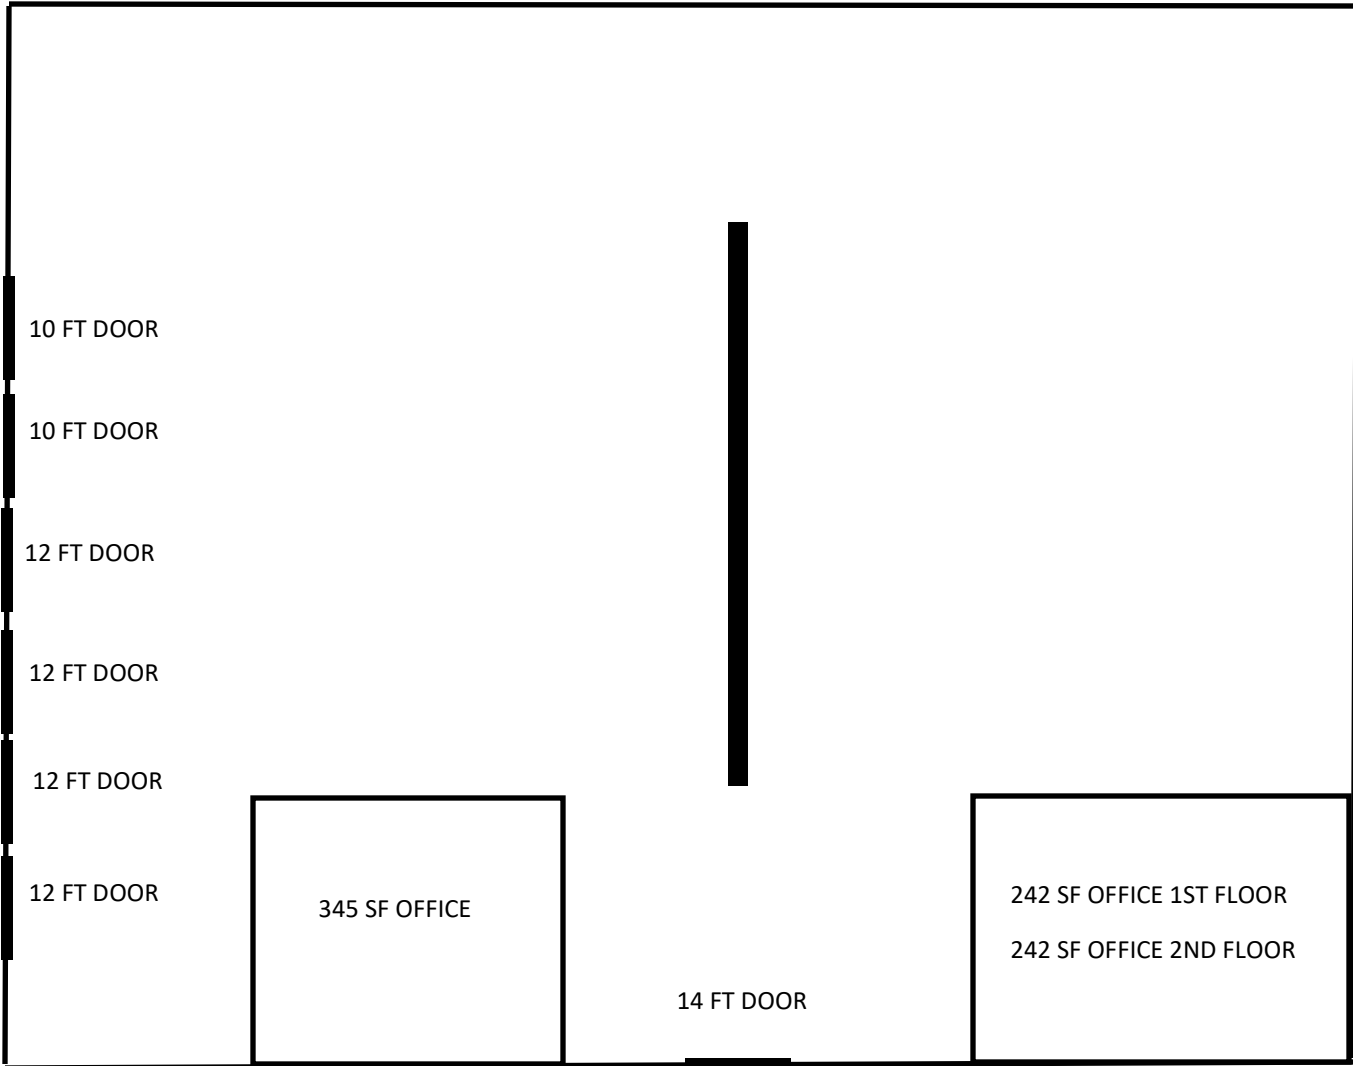 10 FT DOOR
10 FT DOOR
12 FT DOOR
12 FT DOOR
12 FT DOOR
12 FT DOOR
345 SF OFFICE
242 SF OFFICE 1ST FLOOR
242 SF OFFICE 2ND FLOOR
14 FT DOOR